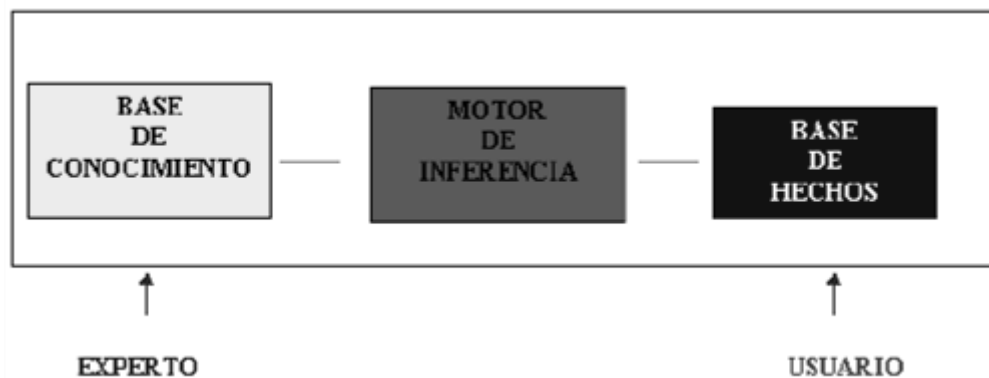 BASE
DE
CONOCIMIENTO
MOTOR
DE
INFERENCIA
BASE
DE
HECHOS
EXPERTO
USUARIO